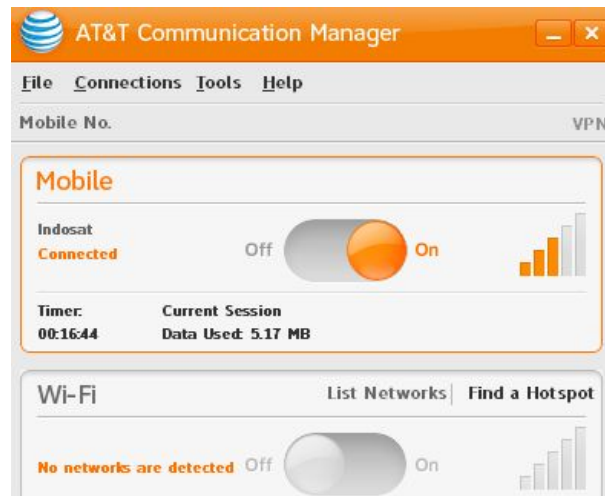 AT&T Communication Manager
File Connections Tools Help
Mobile No. VPN
Mobile
Indosat
Connected
Off On
Timer: Current Session
00:16:44 Data Used: 5.17 MB
Wi-Fi List Networks | Find a Hotspot
No networks are detected Off On